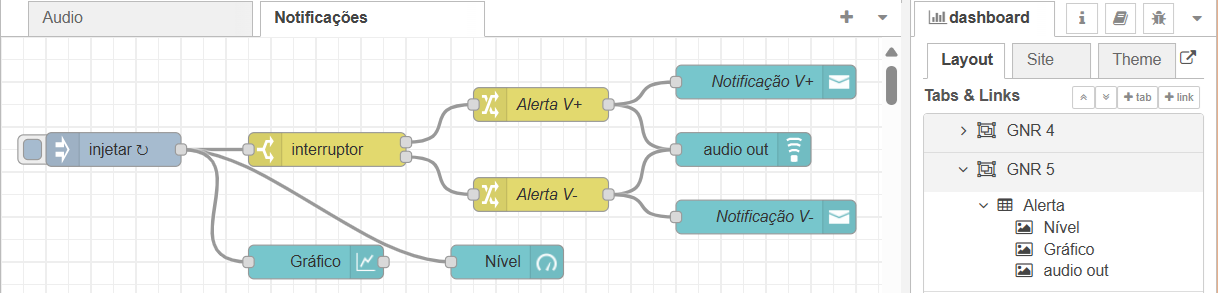 Audio
Notificações
dashboard
Layout
Site
Theme
Tabs & Links
tab
link
GNR 4
GNR 5
Alerta
Nível
Gráfico
audio out
injetar ↻
interruptor
Alerta V+
Alerta V-
Notificação V+
audio out
Notificação V-
Gráfico
Nível